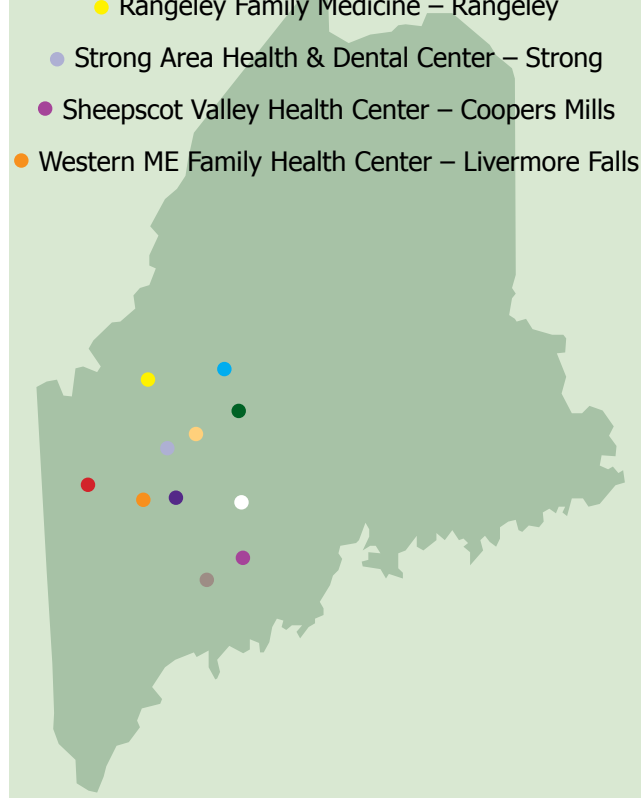 Rangeley Family Medicine – Rangeley
Strong Area Health & Dental Center – Strong
Sheepscot Valley Health Center – Coopers Mills
Western ME Family Health Center – Livermore Falls